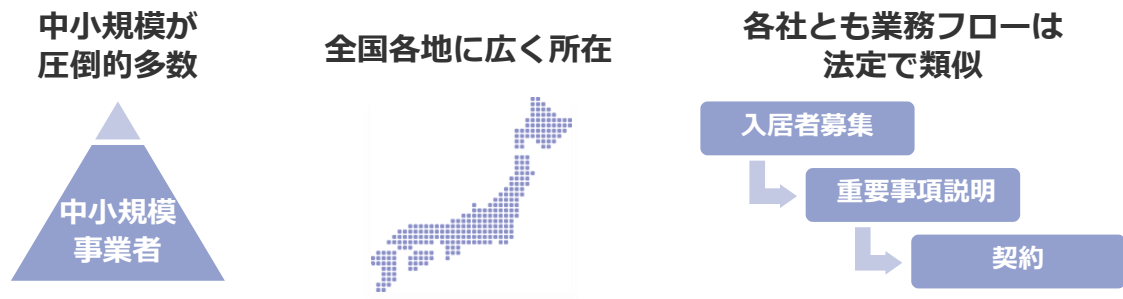 中小規模が
圧倒的多数
中小規模
事業者
全国各地に広く所在
各社とも業務フローは
法定で類似
入居者募集
重要事項説明
契約